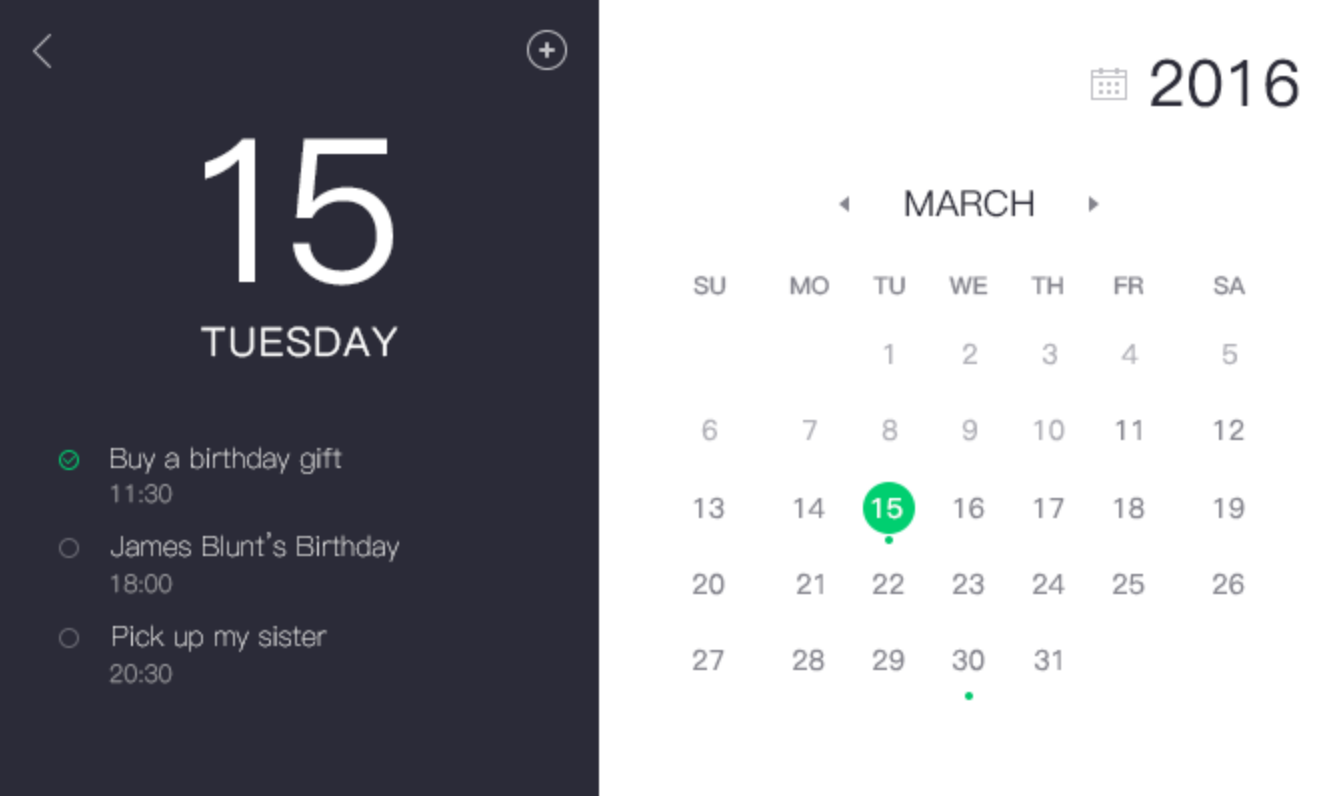 15
TUESDAY
Buy a birthday gift
11:30
James Blunt's Birthday
18:00
Pick up my sister
20:30
2016
MARCH
SU MO TU WE TH FR SA
1 2 3 4 5
6 7 8 9 10 11 12
13 14 15 16 17 18 19
20 21 22 23 24 25 26
27 28 29 30 31